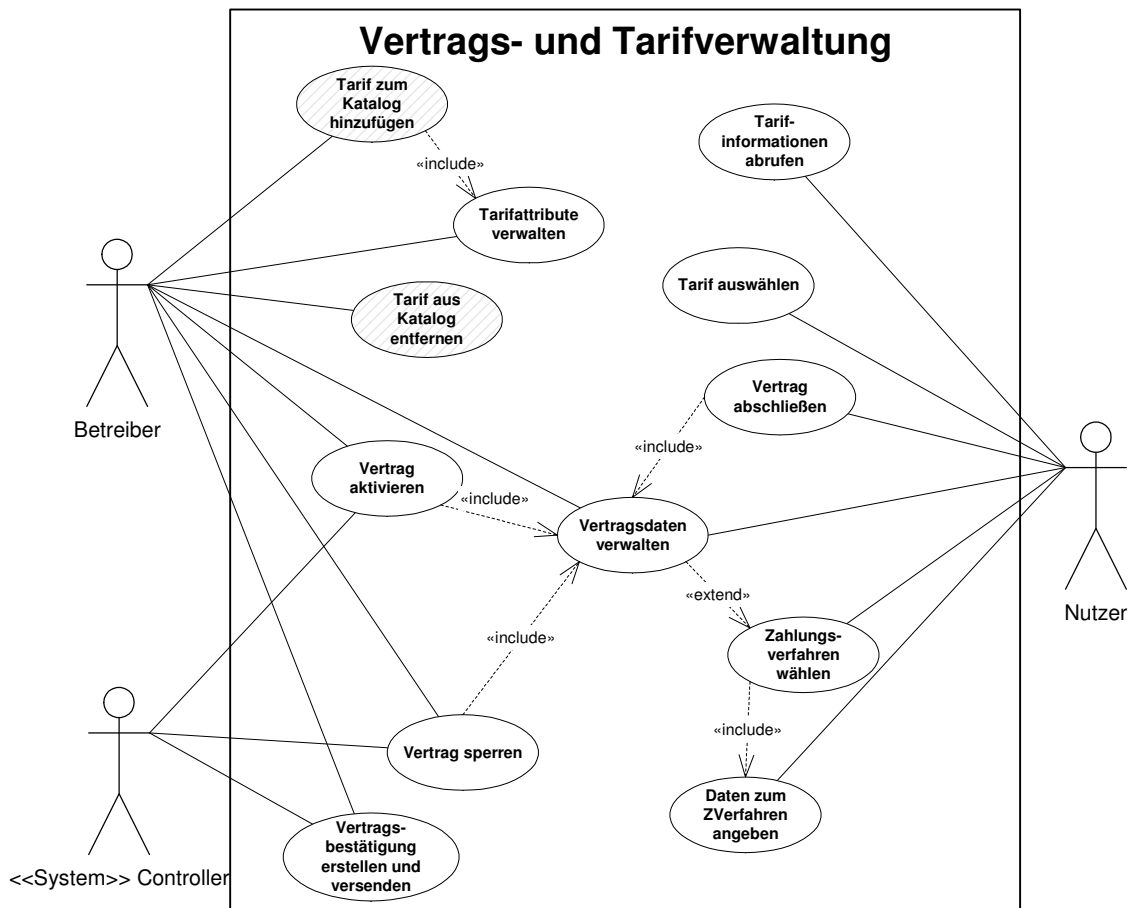 Vertrags- und Tarifverwaltung
Tarif zum
Katalog
hinzufügen
Tarif-
informationen
abrufen
«include»
Tarifattribute
verwalten
Tarif auswählen
Tarif aus
Katalog
entfernen
Betreiber
Vertrag
abschließen
«include»
Vertrag
aktivieren
«include»
Vertragsdaten
verwalten
Nutzer
«extend»
«include»
Zahlungs-
verfahren
wählen
«include»
Vertrag sperren
Daten zum
ZVerfahren
angeben
Vertrags-
bestätigung
erstellen und
versenden
<<System>> Controller